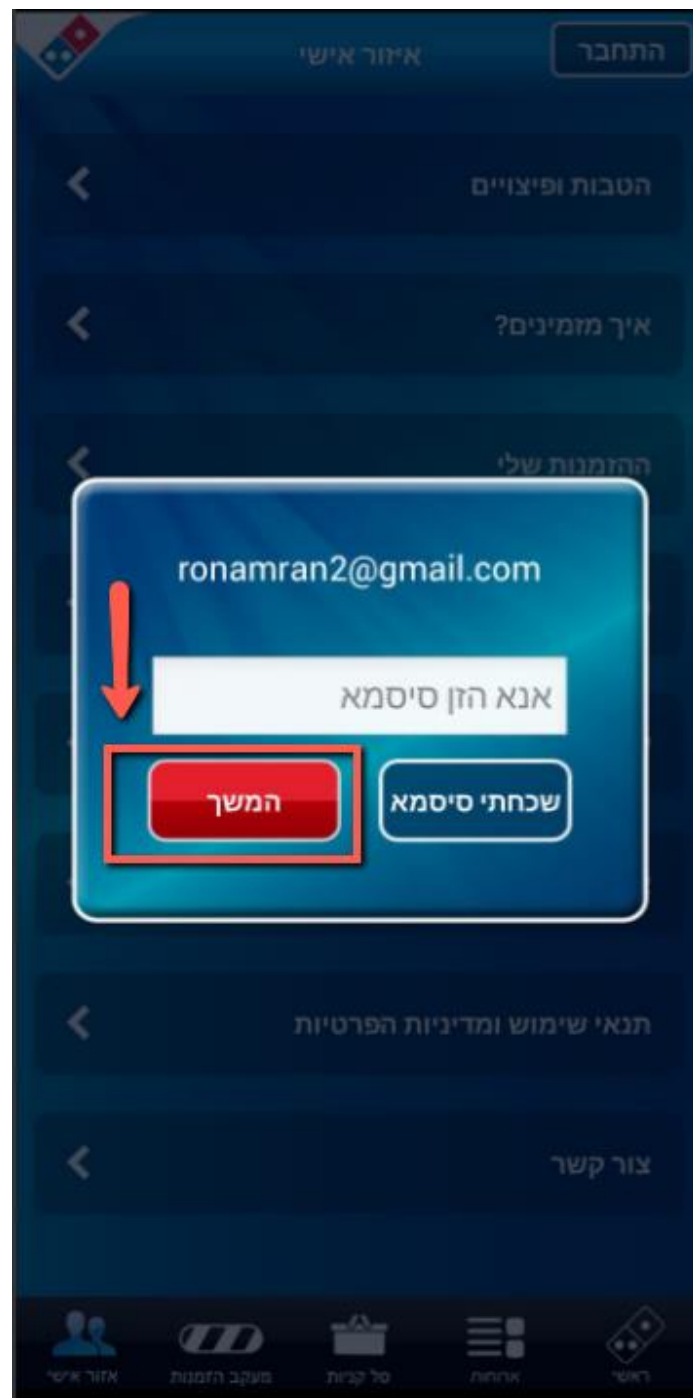 התחבר
איזור אישי
הטבות ופיצויים
איך מזמינים?
ההזמנות שלי
ronamran2@gmail.com
אנא הזן סיסמא
שכחתי סיסמא
המשך
תנאי שימוש ומדיניות הפרטיות
צור קשר
ראשי
ארוחות
סל קניות
מעקב הזמנות
אזור אישי